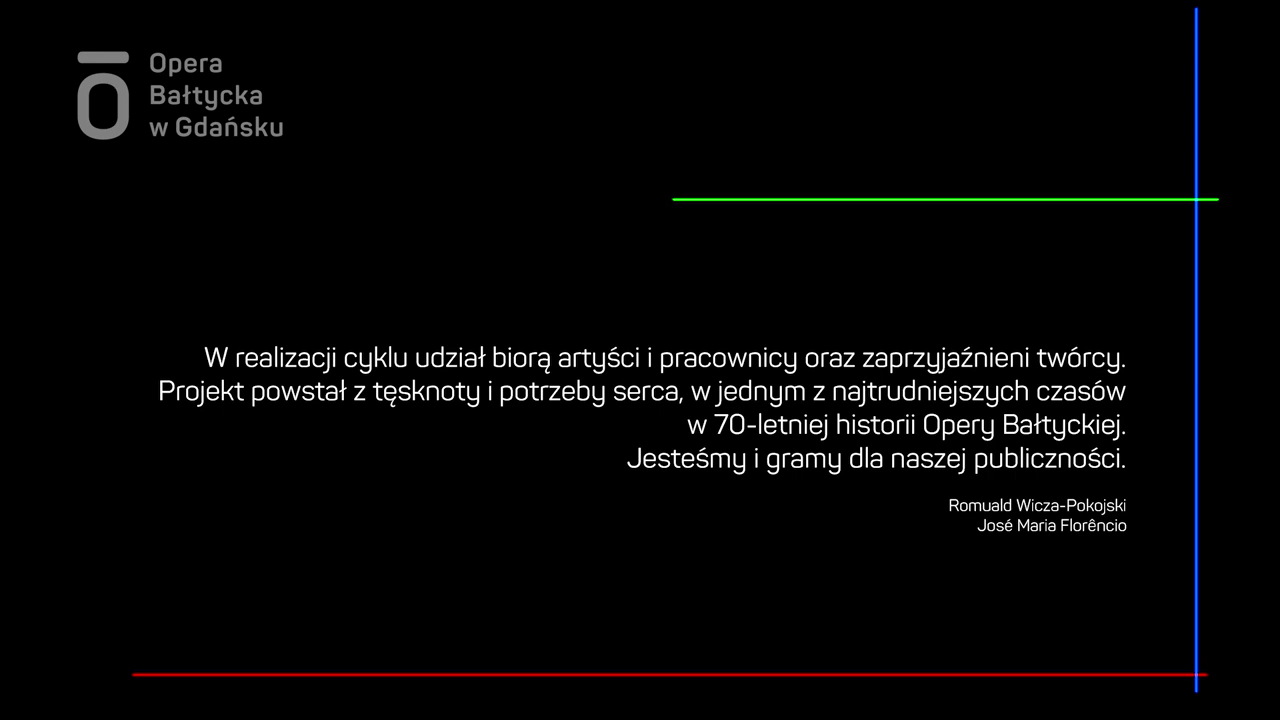 Opera
Bałtycka
w Gdańsku
W realizacji cyklu udział biorą artyści i pracownicy oraz zaprzyjaźnieni twórcy.
Projekt powstał z tęsknoty i potrzeby serca, w jednym z najtrudniejszych czasów
w 70-letniej historii Opery Bałtyckiej.
Jesteśmy i gramy dla naszej publiczności.
Romuald Wicza-Pokojski
José Maria Florêncio